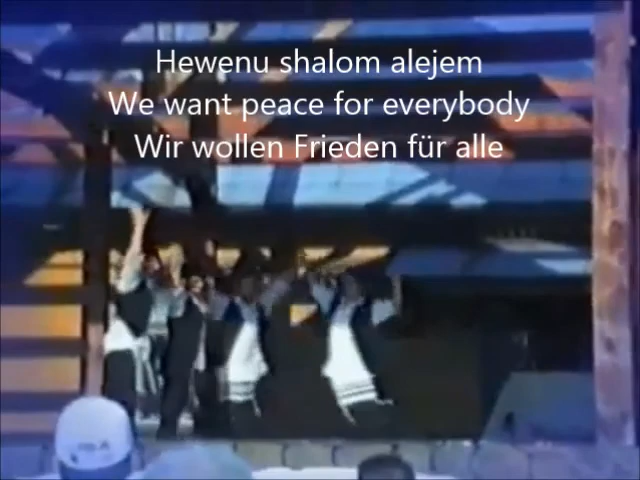 Hewenu shalom alejem
We want peace for everybody
Wir wollen Frieden für alle